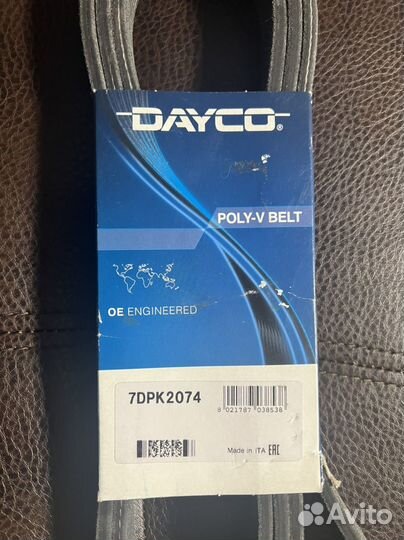 DAYCO®
POLY-V BELT
OE ENGINEERED
7DPK2074
8 021787 038538
Made in ITA EAC
Avito